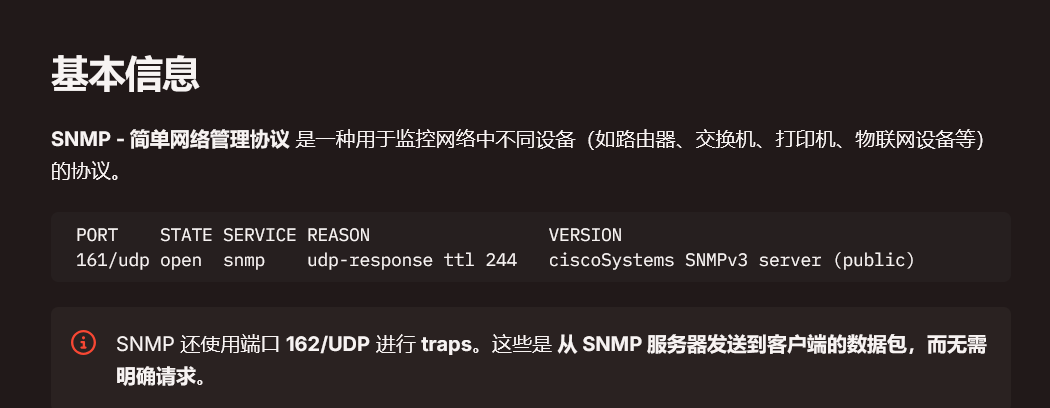 基本信息
SNMP - 简单网络管理协议 是一种用于监控网络中不同设备（如路由器、交换机、打印机、物联网设备等）
的协议。
PORT    STATE SERVICE REASON                 VERSION
161/udp open  snmp    udp-response ttl 244   ciscoSystems SNMPv3 server (public)
SNMP 还使用端口 162/UDP 进行 traps。这些是 从 SNMP 服务器发送到客户端的数据包，而无需
明确请求。